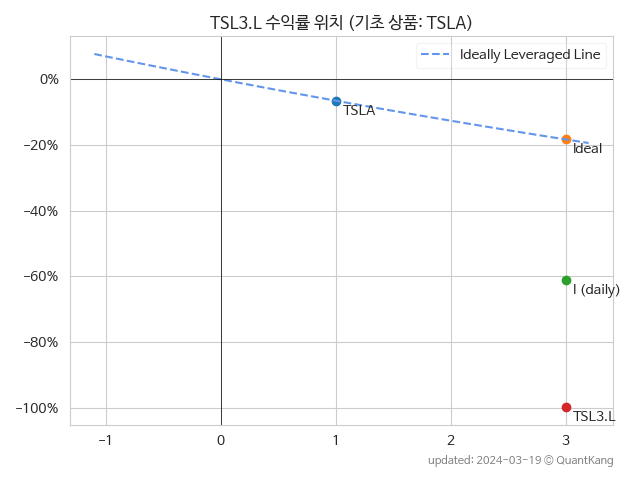 TSL3.L 수익률 위치 (기초 상품: TSLA)
Ideally Leveraged Line
0%
TSLA
−20%
Ideal
−40%
−60%
I (daily)
−80%
−100%
TSL3.L
−1 0 1 2 3
updated: 2024-03-19 © QuantKang